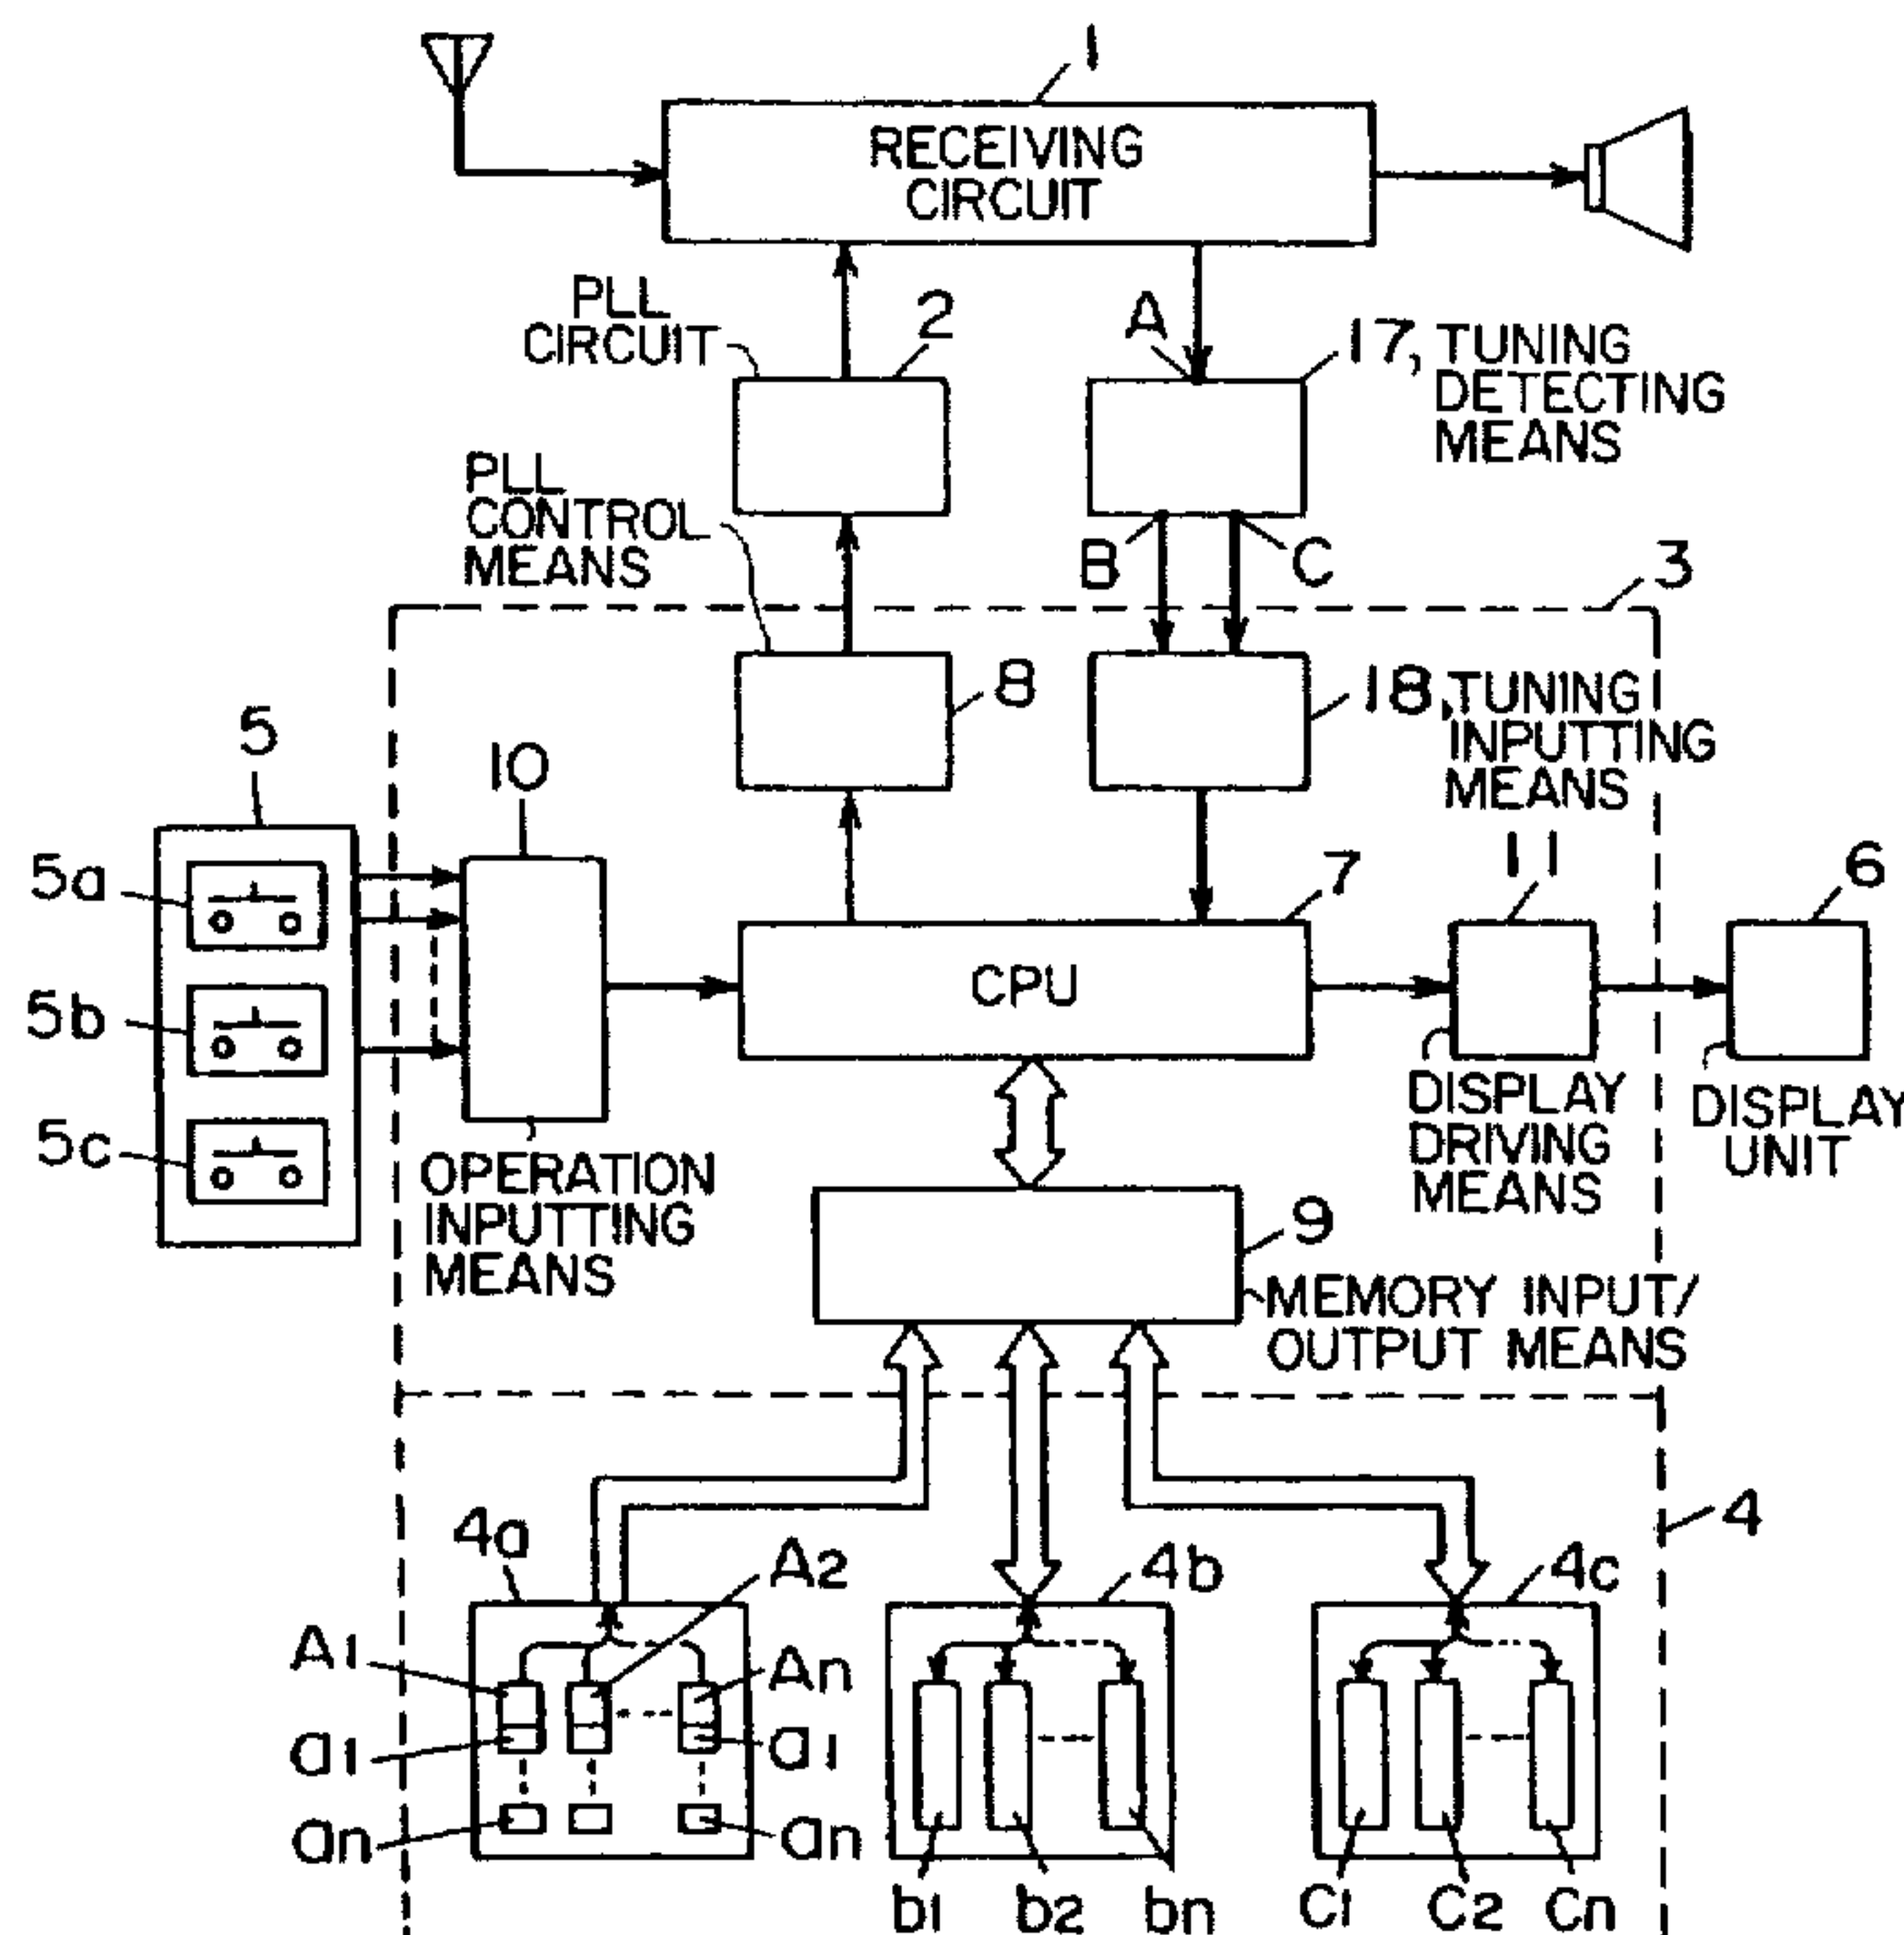 1
RECEIVING
CIRCUIT
PLL
CIRCUIT
2
A
17, TUNING
DETECTING
MEANS
PLL
CONTROL
MEANS
B
C
3
8
18, TUNING
INPUTTING
MEANS
5
10
5a
5b
5c
7
11
6
CPU
OPERATION
INPUTTING
MEANS
DISPLAY
DRIVING
MEANS
DISPLAY
UNIT
9
MEMORY INPUT/
OUTPUT MEANS
4
4a
A2
4b
4c
A1
An
a1
a1
an
an
b1
b2
bn
C1
C2
Cn